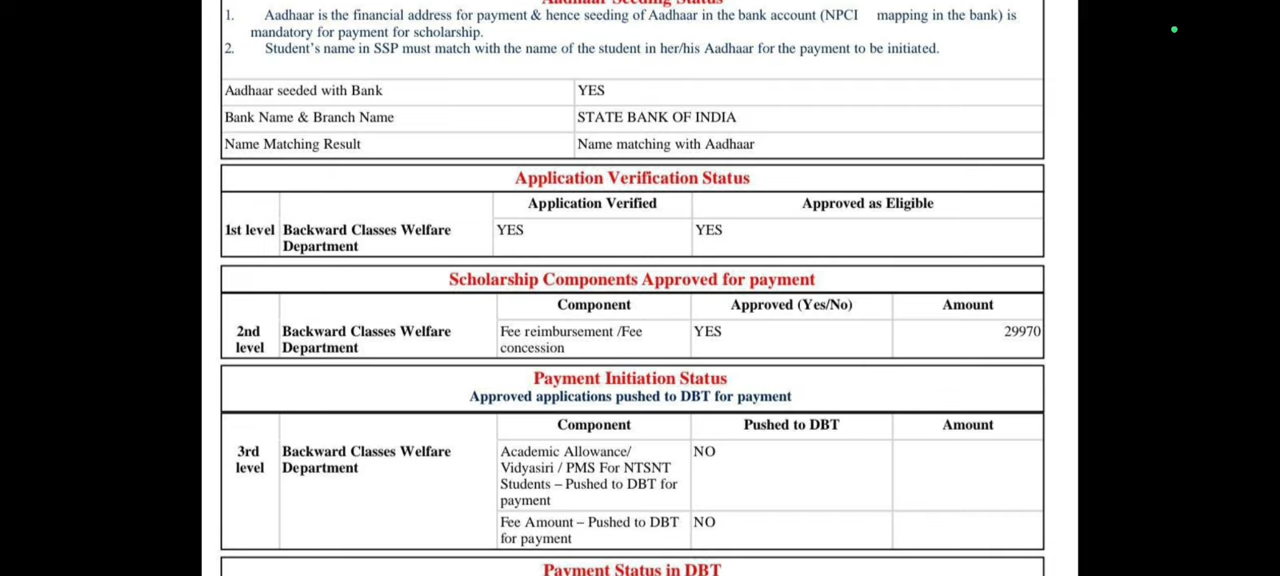 Aadhaar Seeding Status
1. Aadhaar is the financial address for payment & hence seeding of Aadhaar in the bank account (NPCI mapping in the bank) is
mandatory for payment for scholarship.
2. Student's name in SSP must match with the name of the student in her/his Aadhaar for the payment to be initiated.
Aadhaar seeded with Bank YES
Bank Name & Branch Name STATE BANK OF INDIA
Name Matching Result Name matching with Aadhaar
Application Verification Status
Application Verified Approved as Eligible
1st level Backward Classes Welfare YES YES
Department
Scholarship Components Approved for payment
Component Approved (Yes/No) Amount
2nd Backward Classes Welfare Fee reimbursement /Fee YES 29970
level Department concession
Payment Initiation Status
Approved applications pushed to DBT for payment
Component Pushed to DBT Amount
3rd Backward Classes Welfare Academic Allowance/ NO
level Department Vidyasiri / PMS For NTSNT
Students – Pushed to DBT for
payment
Fee Amount – Pushed to DBT NO
for payment
Payment Status in DBT